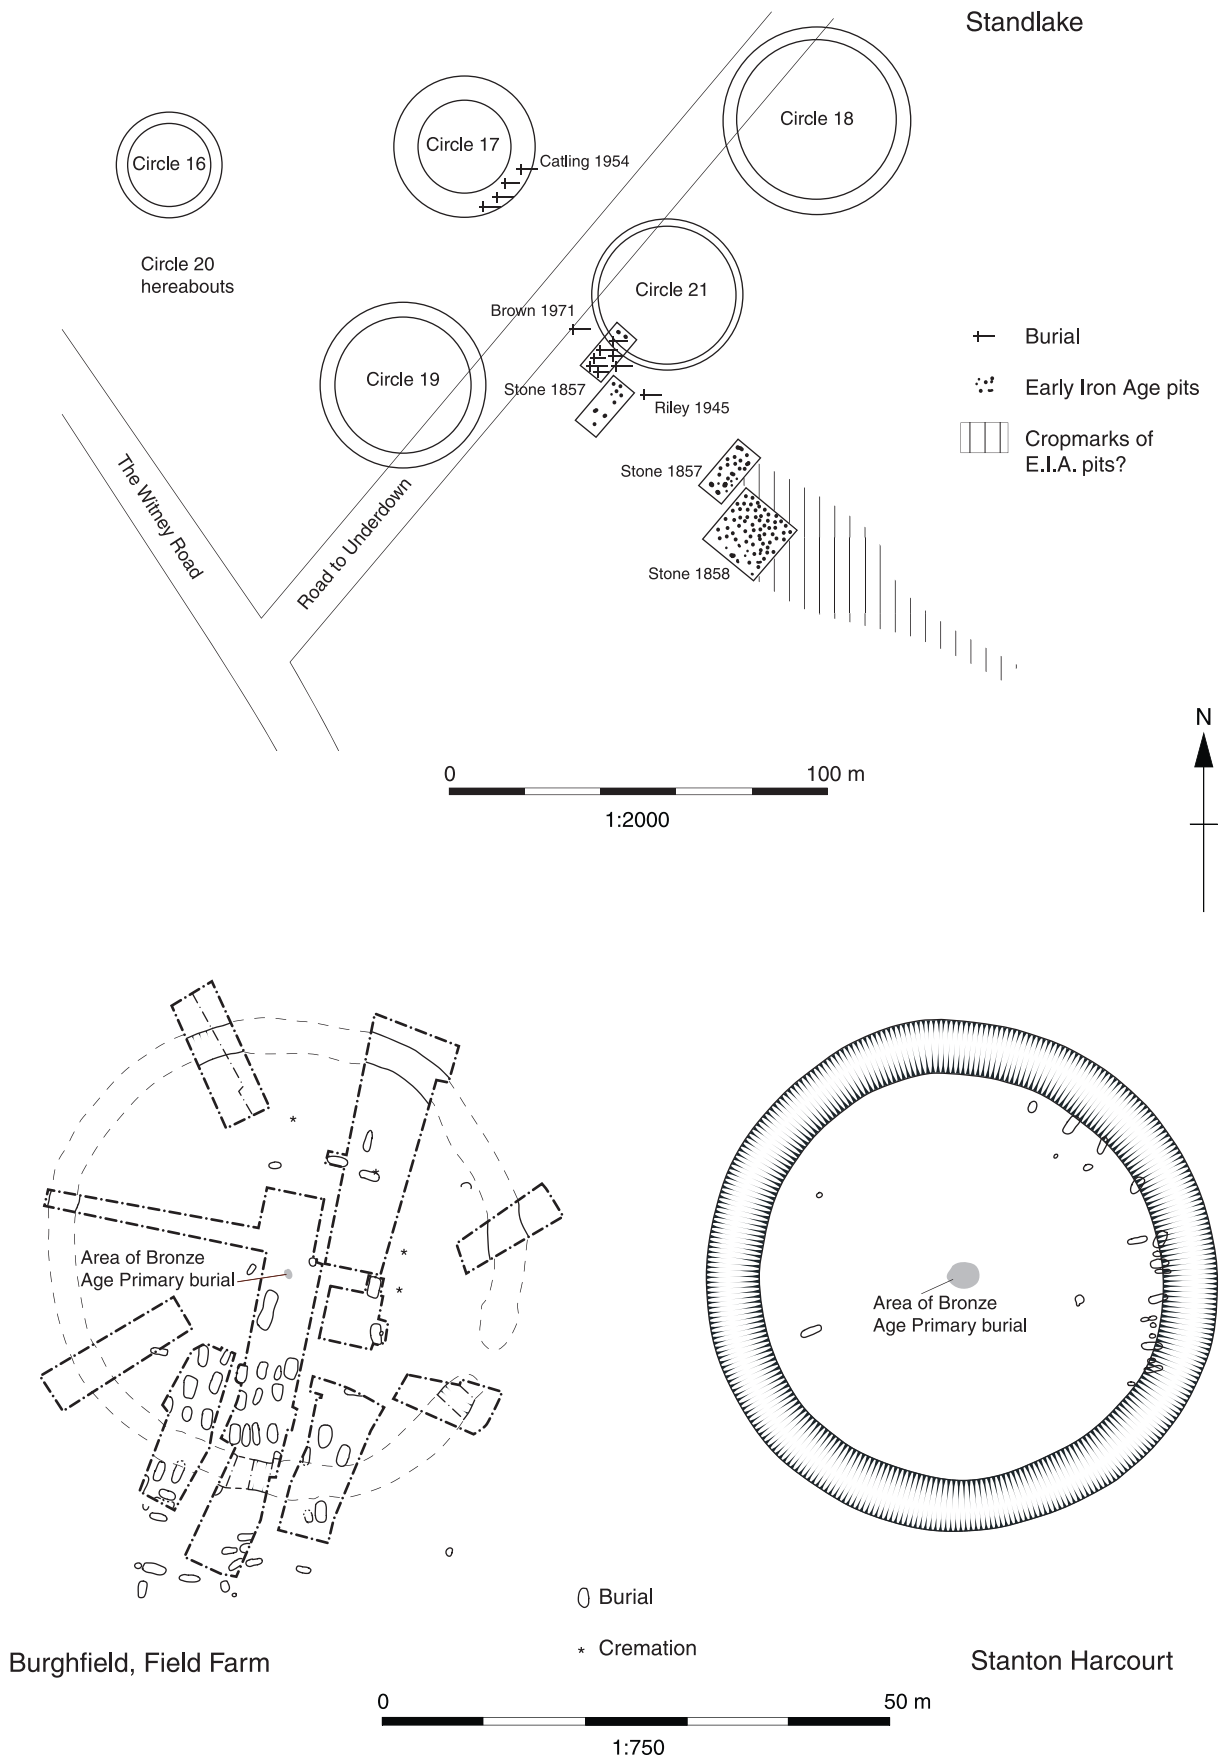 Standlake
Circle 18
Circle 17
Circle 16
Catling 1954
Circle 20
hereabouts
Circle 21
Brown 1971
Circle 19
Stone 1857
Riley 1945
Burial
Early Iron Age pits
Cropmarks of
E.I.A. pits?
Stone 1857
Stone 1858
The Witney Road
Road to Underdown
N
0 100 m
1:2000
Area of Bronze
Age Primary burial
Area of Bronze
Age Primary burial
Burial
* Cremation
Burghfield, Field Farm
Stanton Harcourt
0 50 m
1:750